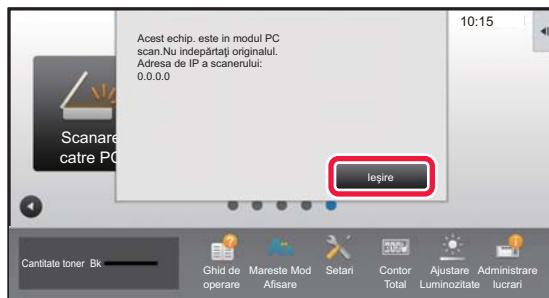 10:15
Acest echip. este in modul PC
scan.Nu indepărtaţi originalul.
Adresa de IP a scanerului:
0.0.0.0
Scanare
catre PC
Ieşire
Cantitate toner Bk
Ghid de
operare
Mareste Mod
Afisare
Setari
Contor
Total
Ajustare
Luminozitate
Administrare
lucrari